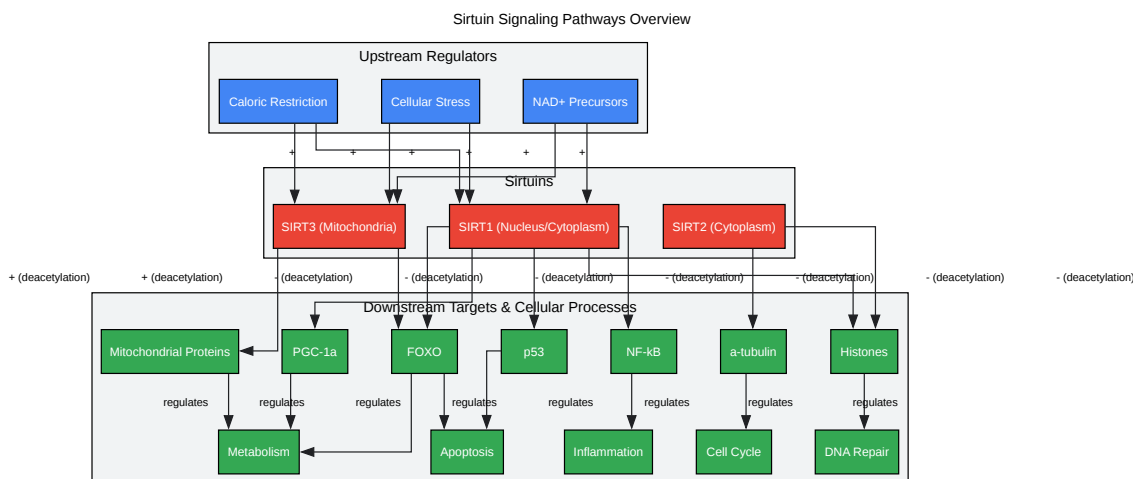 Sirtuin Signaling Pathways Overview
Upstream Regulators
Caloric Restriction
Cellular Stress
NAD+ Precursors
+ + + + + +
Sirtuins
SIRT3 (Mitochondria)
SIRT1 (Nucleus/Cytoplasm)
SIRT2 (Cytoplasm)
+ (deacetylation) + (deacetylation) - (deacetylation) - (deacetylation) - (deacetylation) - (deacetylation) - (deacetylation) - (deacetylation) - (deacetylation)
Downstream Targets & Cellular Processes
Mitochondrial Proteins
PGC-1a
FOXO
p53
NF-kB
a-tubulin
Histones
regulates regulates regulates regulates regulates regulates regulates regulates
Metabolism
Apoptosis
Inflammation
Cell Cycle
DNA Repair